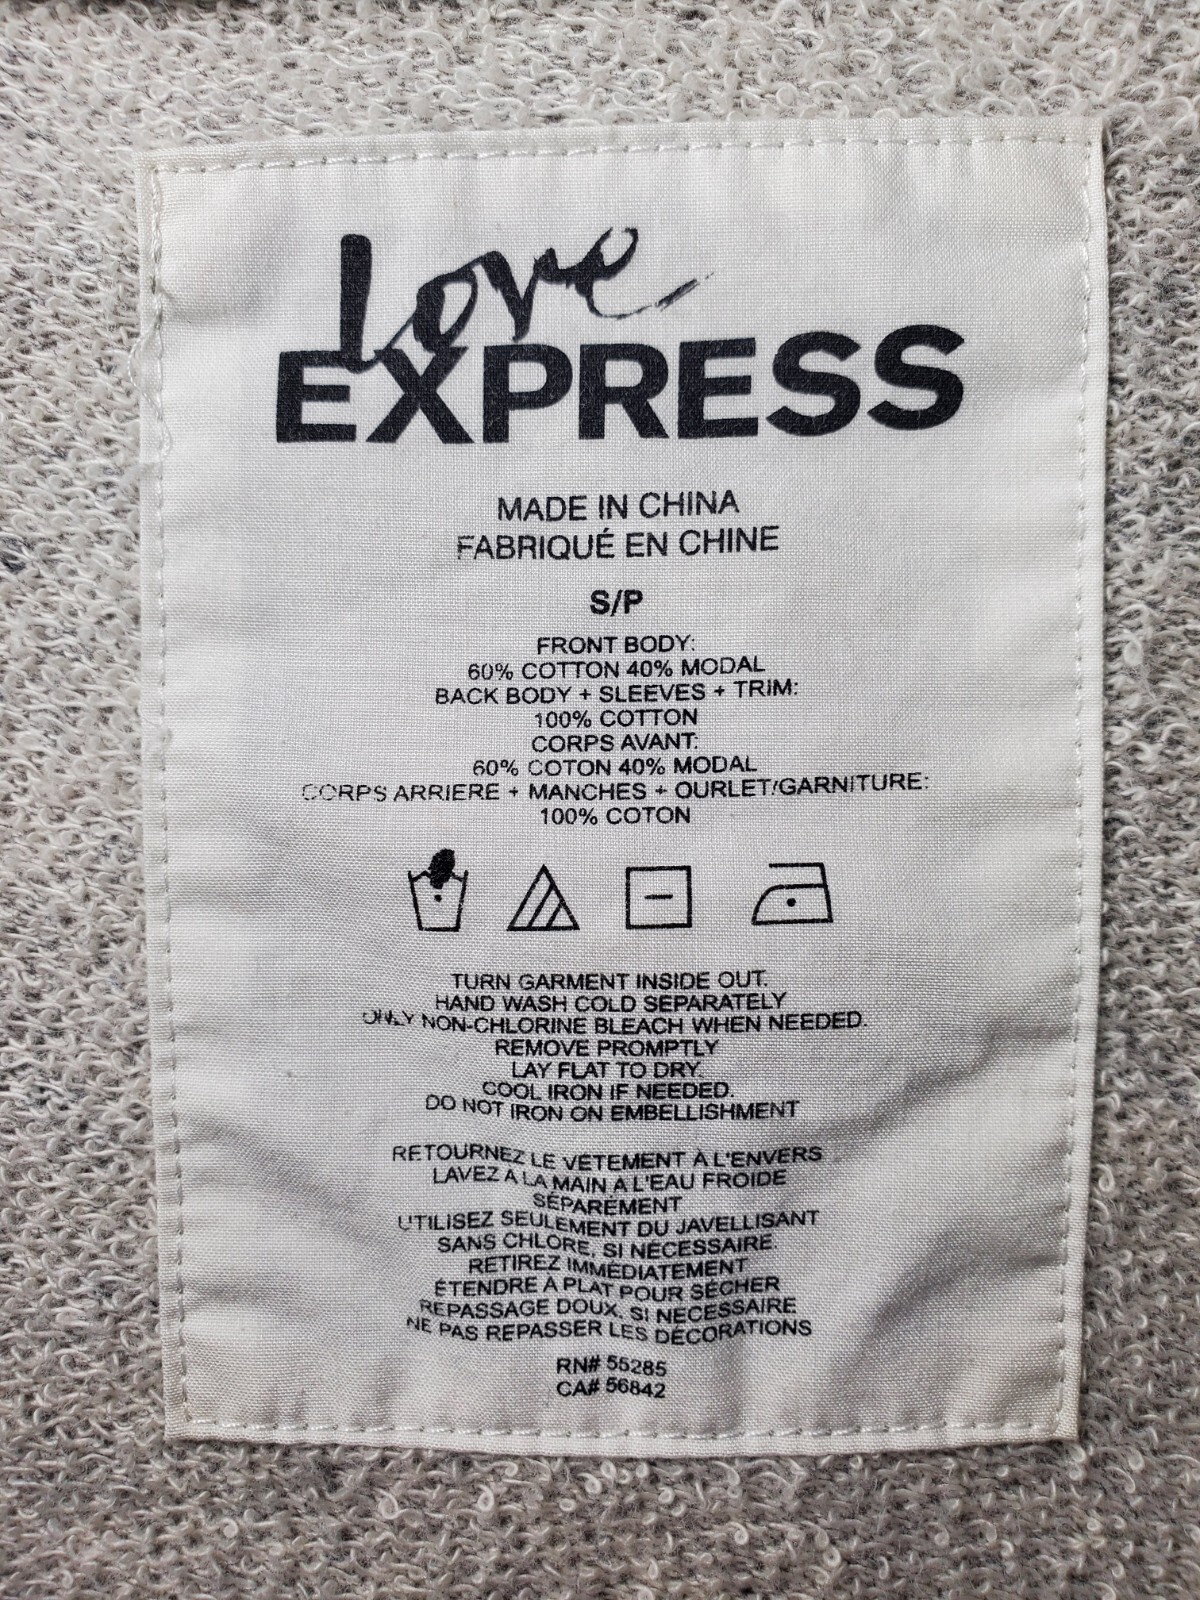 Love
EXPRESS
MADE IN CHINA
FABRIQUÉ EN CHINE
S/P
FRONT BODY:
60% COTTON 40% MODAL
BACK BODY + SLEEVES + TRIM:
100% COTTON
CORPS AVANT:
60% COTON 40% MODAL
CORPS ARRIERE + MANCHES + OURLET/GARNITURE:
100% COTON
TURN GARMENT INSIDE OUT.
HAND WASH COLD SEPARATELY
ONLY NON-CHLORINE BLEACH WHEN NEEDED.
REMOVE PROMPTLY
LAY FLAT TO DRY.
COOL IRON IF NEEDED.
DO NOT IRON ON EMBELLISHMENT
RETOURNEZ LE VÊTEMENT À L'ENVERS
LAVEZ À LA MAIN À L'EAU FROIDE
SÉPARÉMENT
UTILISEZ SEULEMENT DU JAVELLISANT
SANS CHLORE, SI NÉCESSAIRE.
RETIREZ IMMÉDIATEMENT
ÉTENDRE À PLAT POUR SÉCHER
REPASSAGE DOUX, SI NÉCESSAIRE
NE PAS REPASSER LES DÉCORATIONS
RN# 55285
CA# 56842